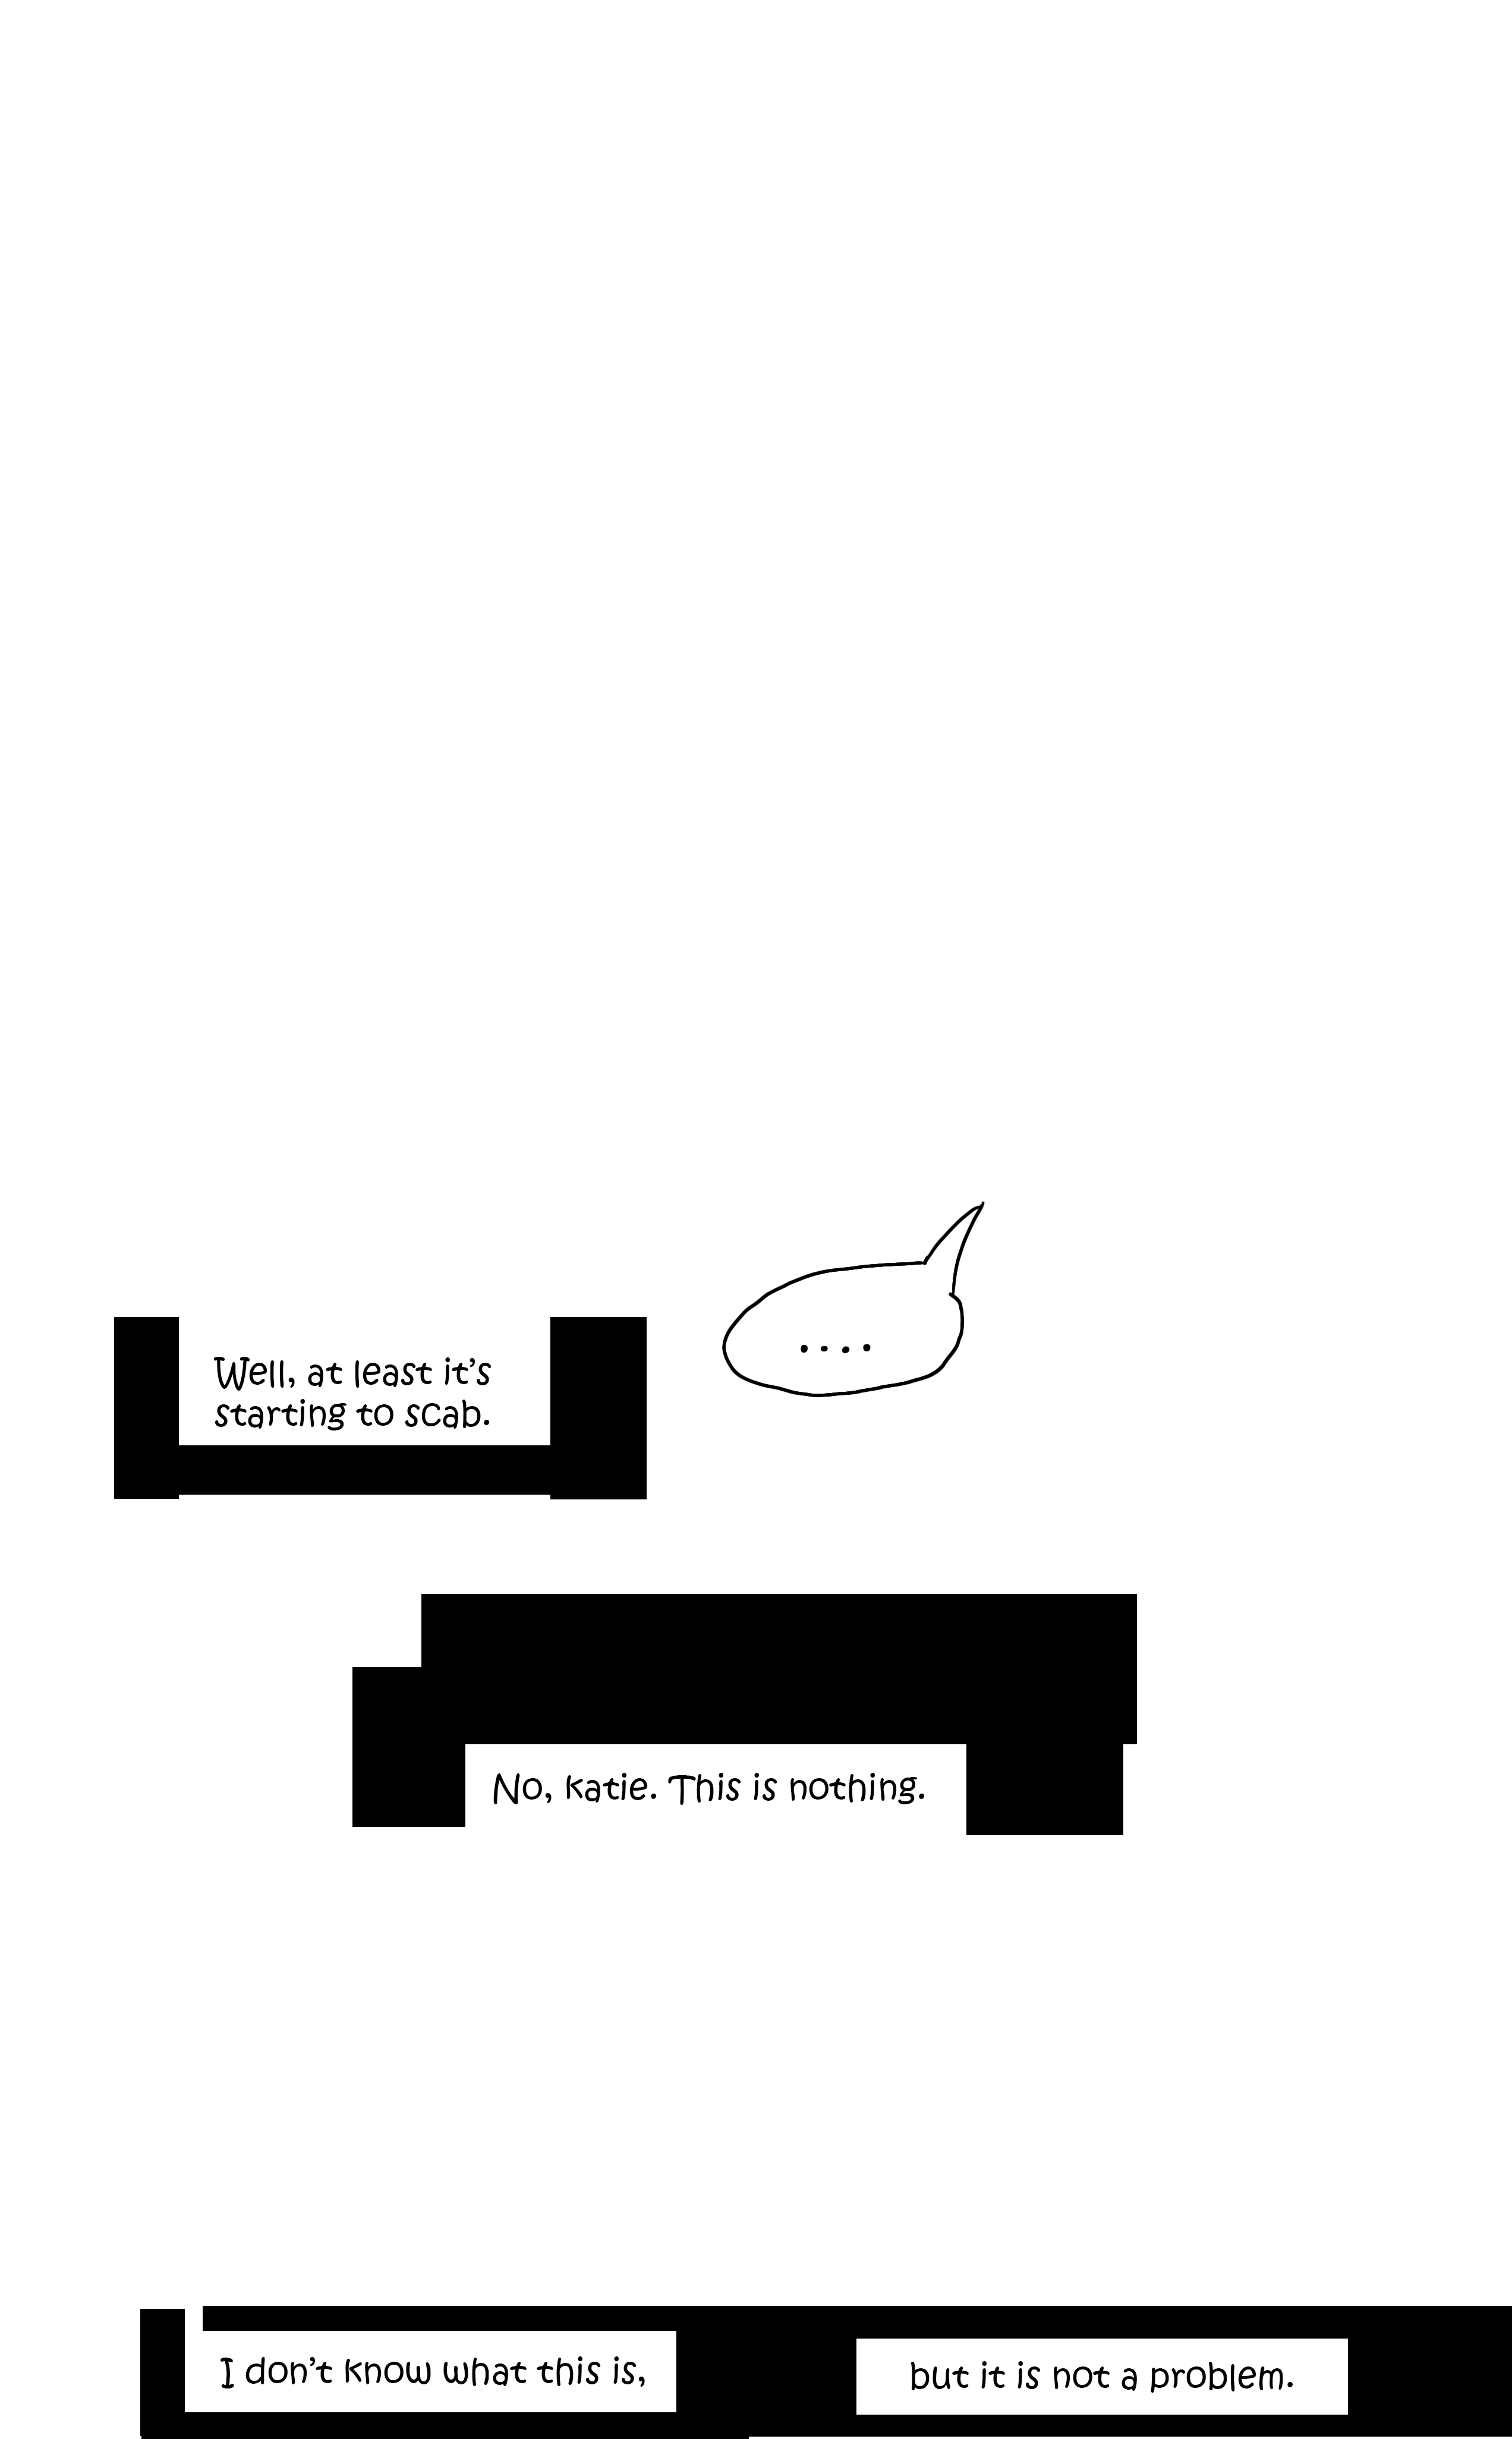 Well, at least it's
starting to scab.
....
No, katie. This is nothing.
I don't know what this is,
but it is not a problem.